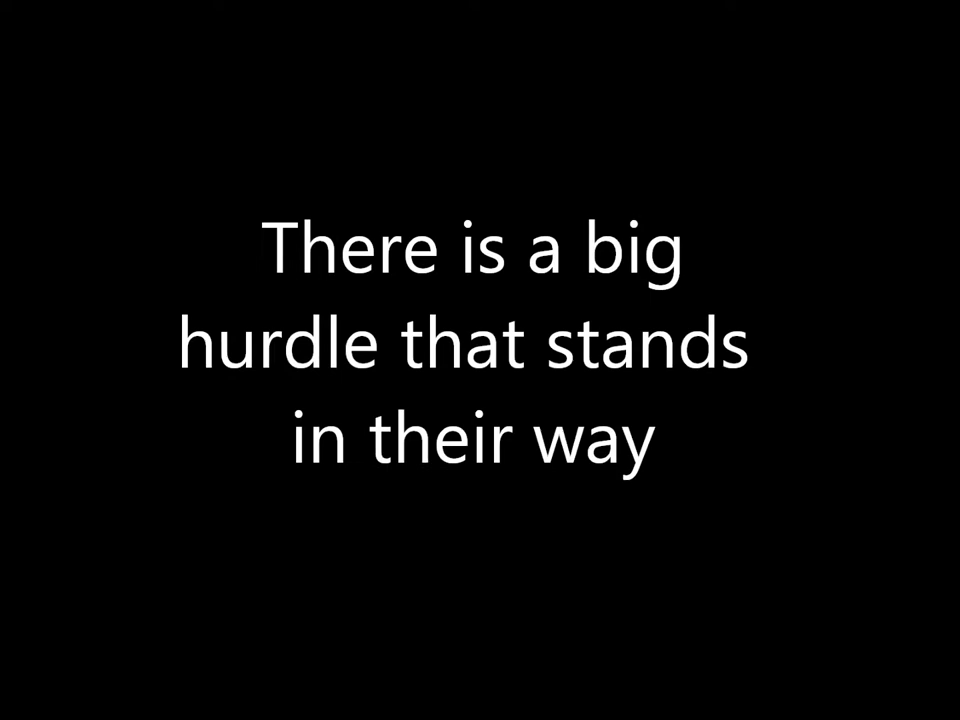 There is a big
hurdle that stands
in their way